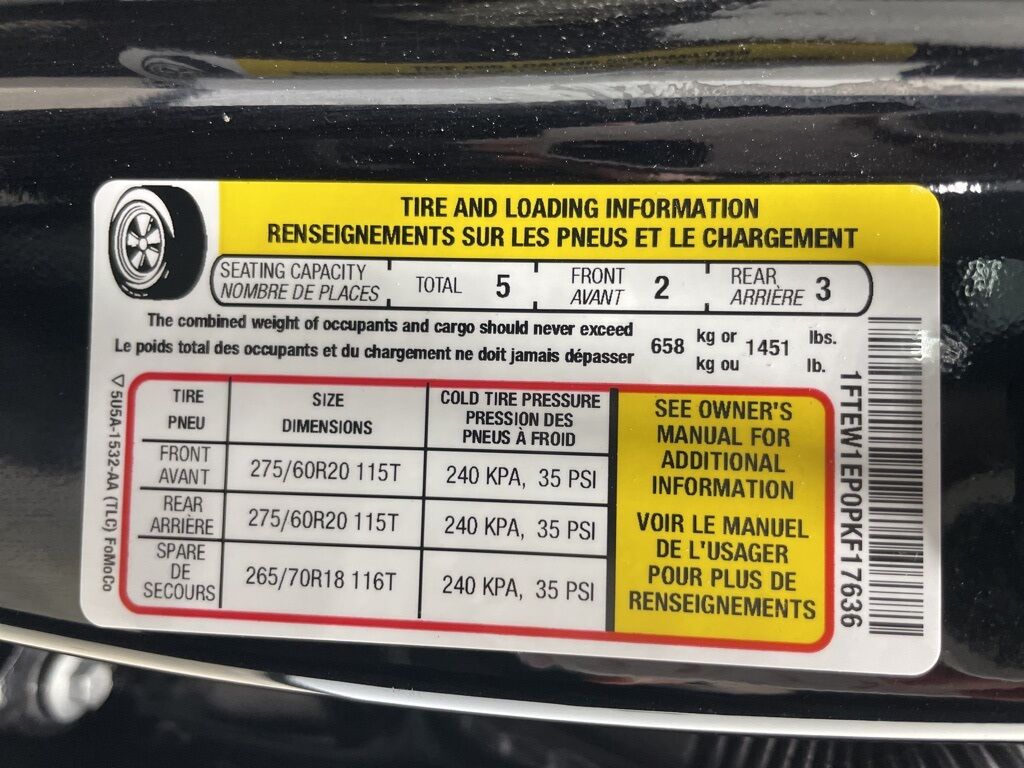 TIRE AND LOADING INFORMATION
RENSEIGNEMENTS SUR LES PNEUS ET LE CHARGEMENT
SEATING CAPACITY TOTAL 5 FRONT 2 REAR 3
NOMBRE DE PLACES AVANT ARRIÈRE
The combined weight of occupants and cargo should never exceed 658 kg or 1451 lbs.
Le poids total des occupants et du chargement ne doit jamais dépasser kg ou lb.
TIRE SIZE COLD TIRE PRESSURE
PNEU DIMENSIONS PRESSION DES
PNEUS À FROID
FRONT
AVANT 275/60R20 115T 240 KPA, 35 PSI
REAR
ARRIÈRE 275/60R20 115T 240 KPA, 35 PSI
SPARE
DE
SECOURS 265/70R18 116T 240 KPA, 35 PSI
SEE OWNER'S
MANUAL FOR
ADDITIONAL
INFORMATION
VOIR LE MANUEL
DE L'USAGER
POUR PLUS DE
RENSEIGNEMENTS
5U5A-1532-AA (TLC) FoMoCo
1FTEW1EP0PKF17636